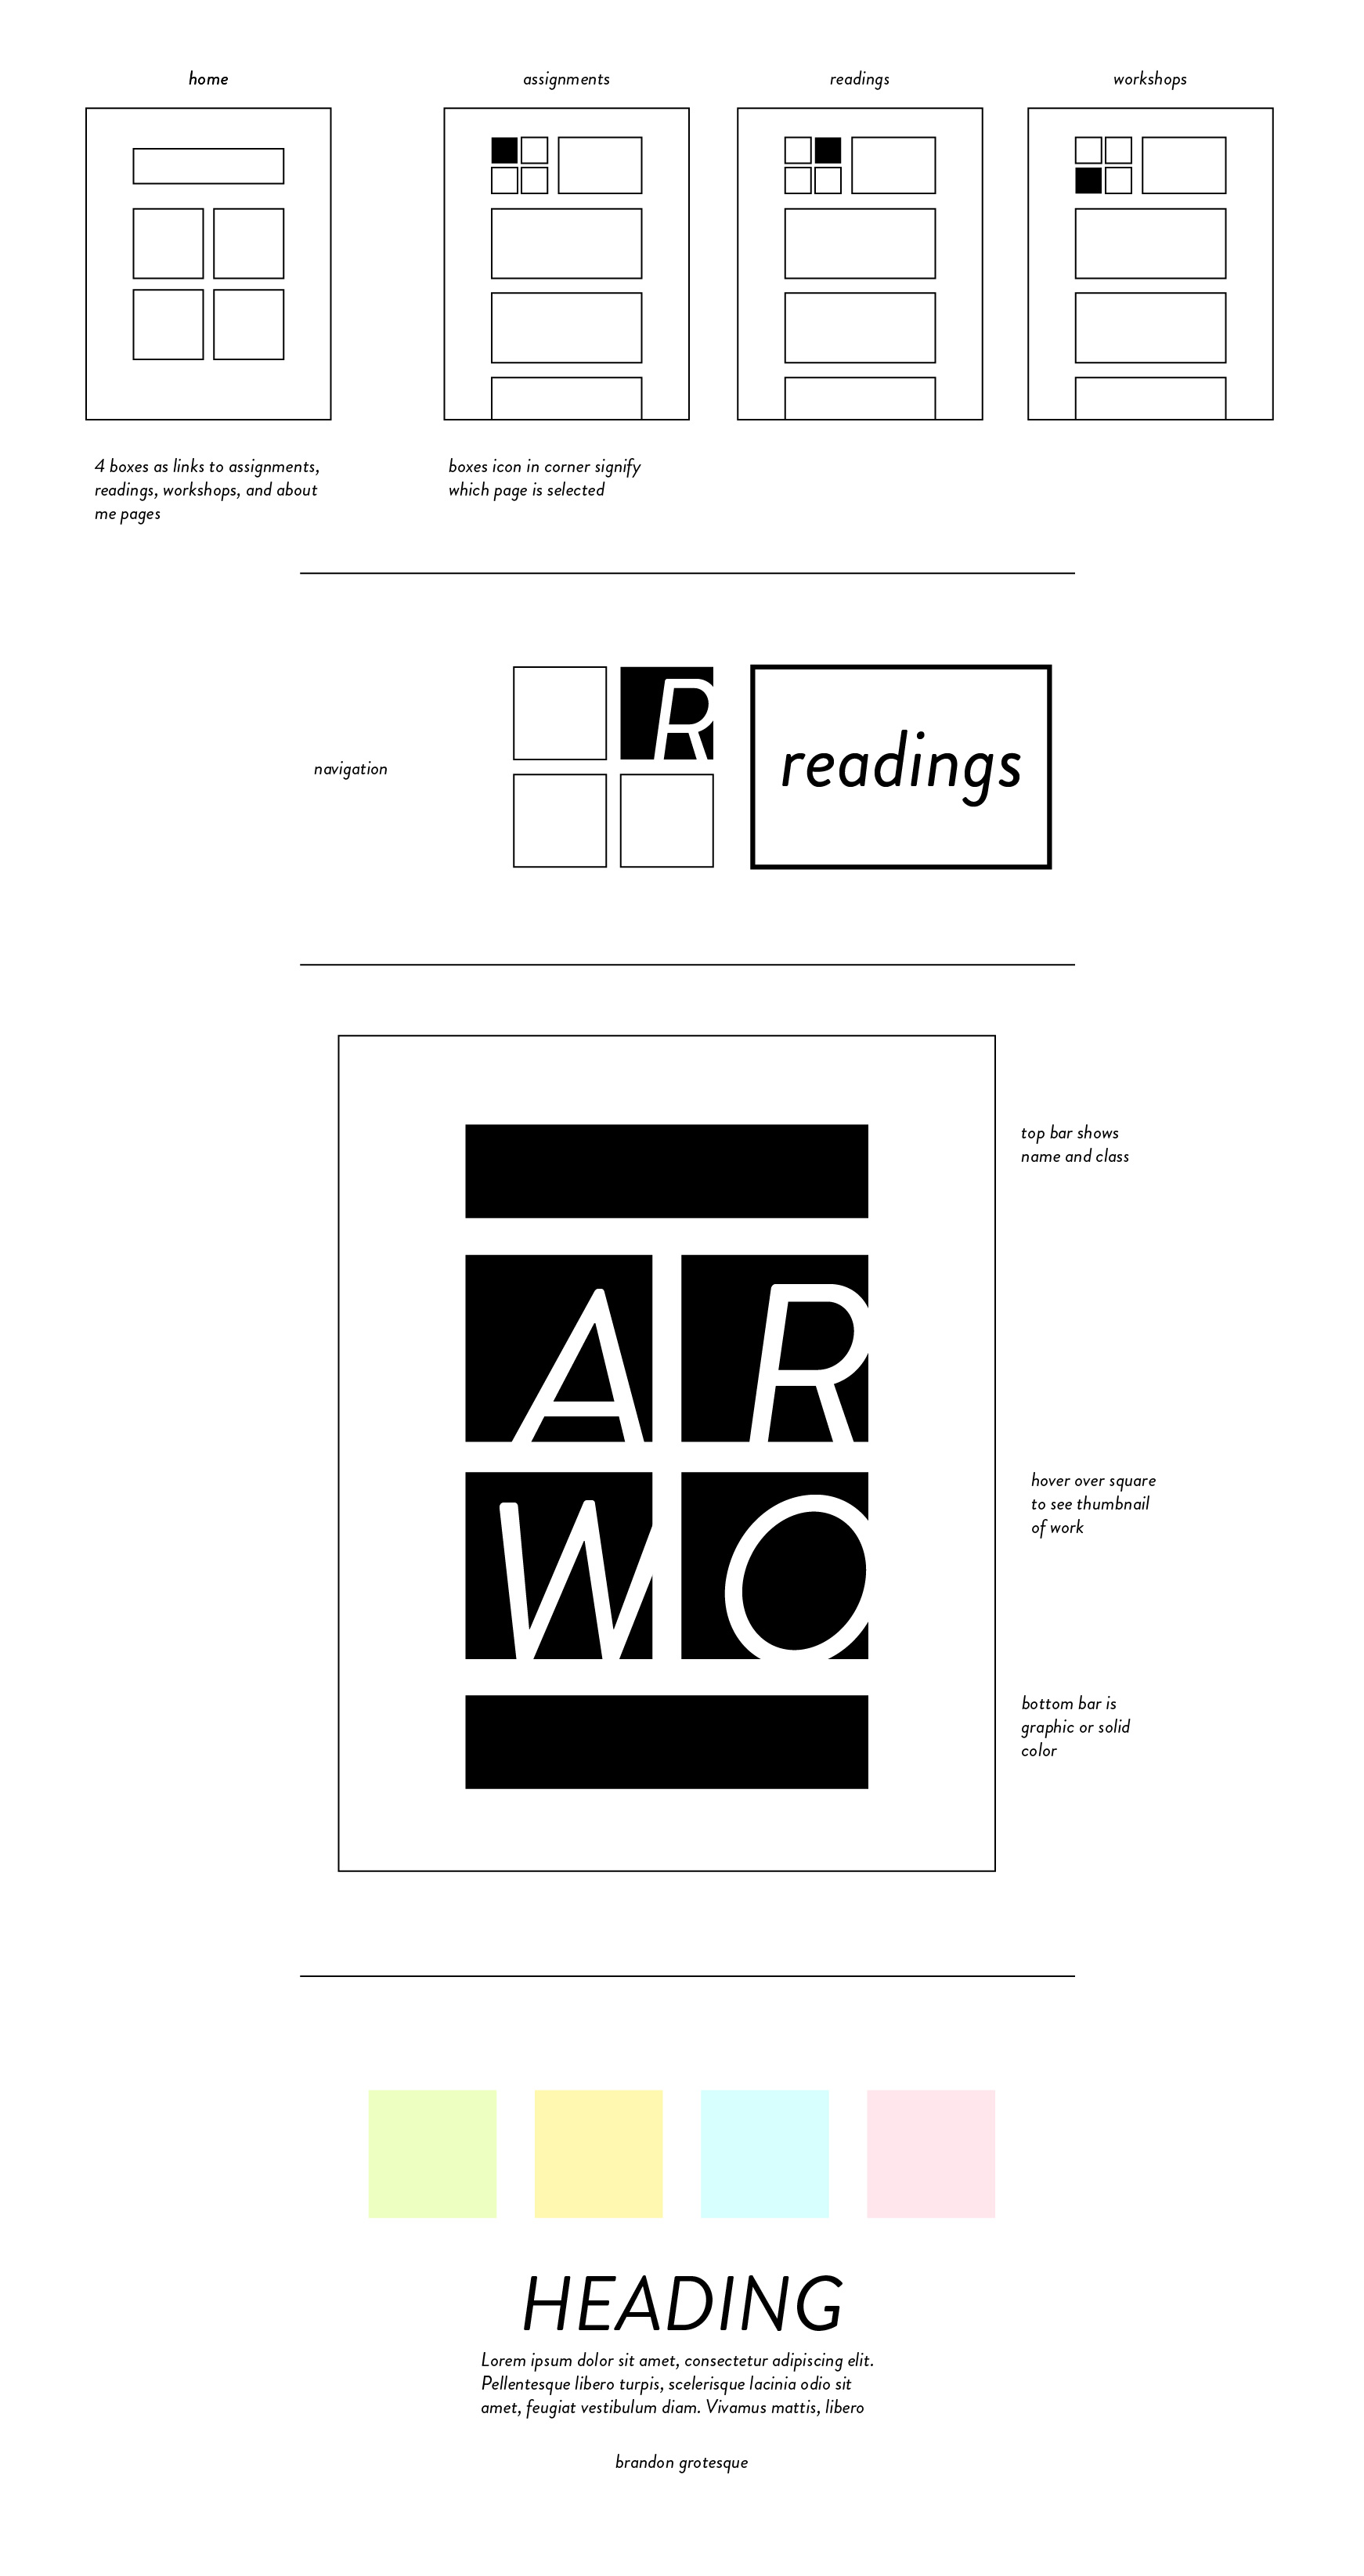 home
assignments
readings
workshops
4 boxes as links to assignments,
readings, workshops, and about
me pages
boxes icon in corner signify
which page is selected
navigation
R
readings
top bar shows
name and class
A
R
hover over square
to see thumbnail
of work
W
O
bottom bar is
graphic or solid
color
HEADING
Lorem ipsum dolor sit amet, consectetur adipiscing elit.
Pellentesque libero turpis, scelerisque lacinia odio sit
amet, feugiat vestibulum diam. Vivamus mattis, libero
brandon grotesque